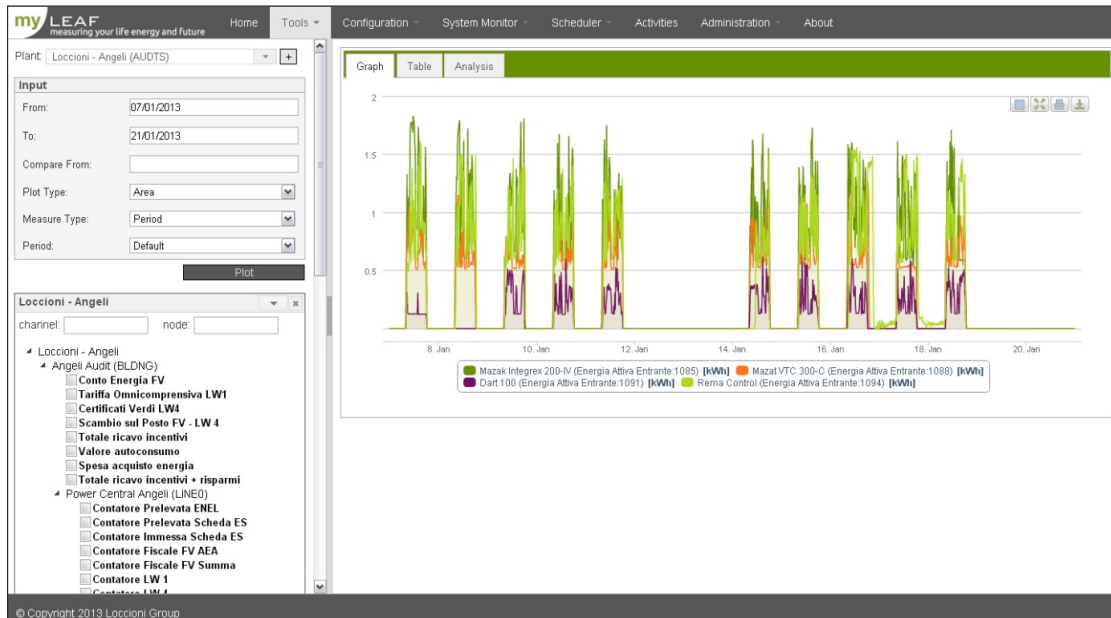 my LEAF
measuring your life energy and future
Home Tools Configuration System Monitor Scheduler Activities Administration About
Plant: Loccioni - Angeli (AUDTS) +
Input
From: 07/01/2013
To: 21/01/2013
Compare From:
Plot Type: Area
Measure Type: Period
Period: Default
Plot
Loccioni - Angeli x
channel: node:
Loccioni - Angeli
Angeli Audit (BLDNG)
Conto Energia FV
Tariffa Omnicomprensiva LW1
Certificati Verdi LW4
Scambio sul Posto FV - LW 4
Totale ricavo incentivi
Valore autoconsumo
Spesa acquisto energia
Totale ricavo incentivi + risparmi
Power Central Angeli (LINE0)
Contatore Prelevata ENEL
Contatore Prelevata Scheda ES
Contatore Immessa Scheda ES
Contatore Fiscale FV AEA
Contatore Fiscale FV Summa
Contatore LW 1
Contatore LW 4
Graph Table Analysis
2
1.5
1
0.5
8. Jan 10. Jan 12. Jan 14. Jan 16. Jan 18. Jan 20. Jan
Mazak Integrex 200-IV (Energia Attiva Entrante:1085) [kWh] Mazat VTC 300-C (Energia Attiva Entrante:1088) [kWh]
Dart 100 (Energia Attiva Entrante:1091) [kWh] Rema Control (Energia Attiva Entrante:1094) [kWh]
© Copyright 2013 Loccioni Group